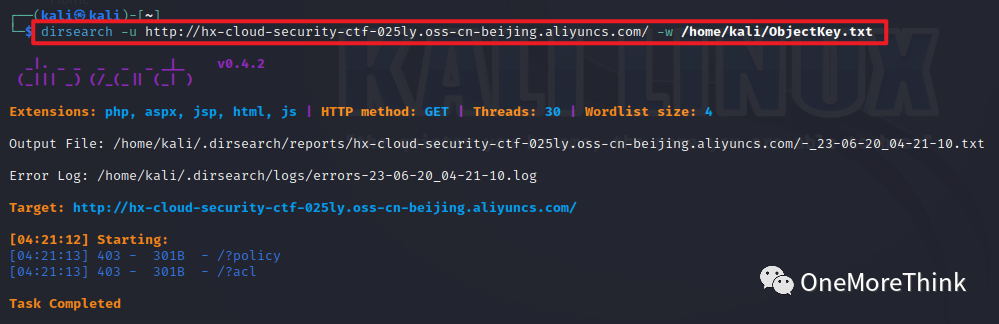 (kali㉿kali)-[~]
$ dirsearch -u http://hx-cloud-security-ctf-025ly.oss-cn-beijing.aliyuncs.com/ -w /home/kali/ObjectKey.txt
v0.4.2
Extensions: php, aspx, jsp, html, js | HTTP method: GET | Threads: 30 | Wordlist size: 4
Output File: /home/kali/.dirsearch/reports/hx-cloud-security-ctf-025ly.oss-cn-beijing.aliyuncs.com/-_23-06-20_04-21-10.txt
Error Log: /home/kali/.dirsearch/logs/errors-23-06-20_04-21-10.log
Target: http://hx-cloud-security-ctf-025ly.oss-cn-beijing.aliyuncs.com/
[04:21:12] Starting:
[04:21:13] 403 -  301B  - /?policy
[04:21:13] 403 -  301B  - /?acl
Task Completed
KALI LINUX
OneMoreThink